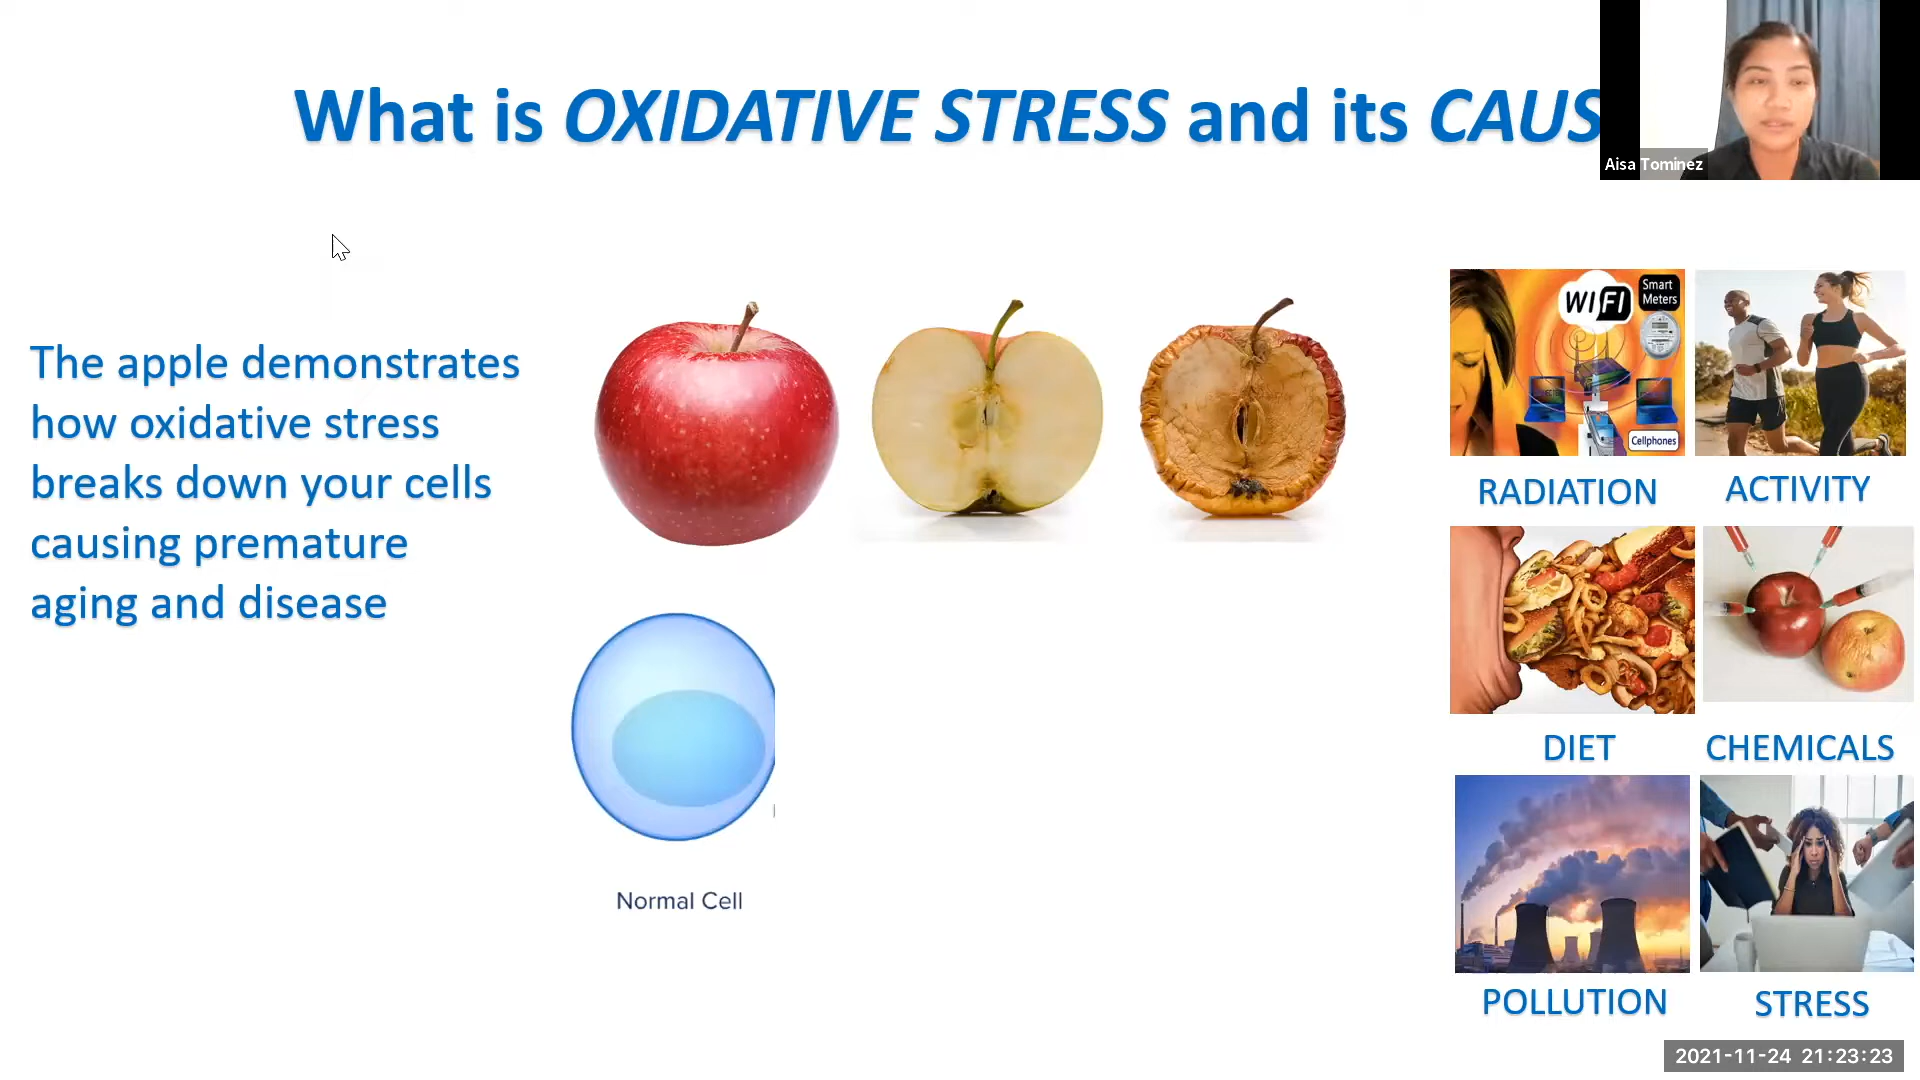 What is OXIDATIVE STRESS and its CAUS
Aisa Tominez
The apple demonstrates
how oxidative stress
breaks down your cells
causing premature
aging and disease
WIFI
Smart
Meters
Cellphones
RADIATION
ACTIVITY
DIET
CHEMICALS
Normal Cell
POLLUTION
STRESS
2021-11-24 21:23:23